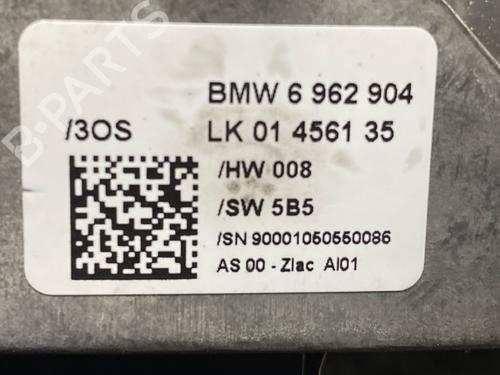 B-PARTS
BMW 6 962 904
/3OS LK 01 4561 35
/HW 008
/SW 5B5
/SN 90001050550086
AS 00 - Zlac AI01